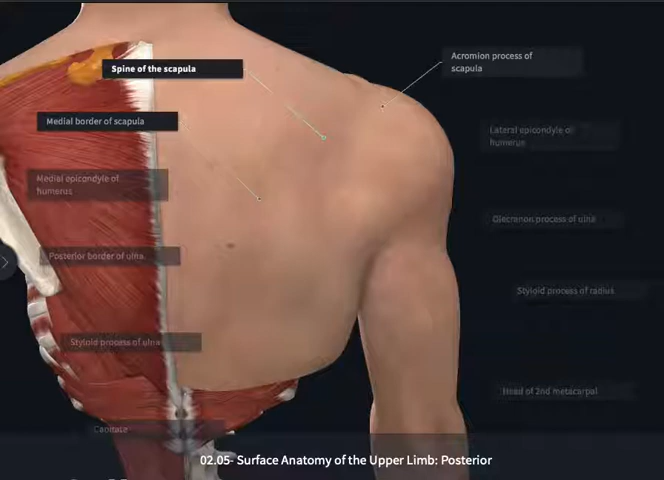 Spine of the scapula
Acromion process of
scapula
Medial border of scapula
Lateral epicondyle of
humerus
Medial epicondyle of
humerus
Olecranon process of ulna
Posterior border of ulna
Styloid process of radius
Styloid process of ulna
Head of 2nd metacarpal
Capitate
02.05- Surface Anatomy of the Upper Limb: Posterior